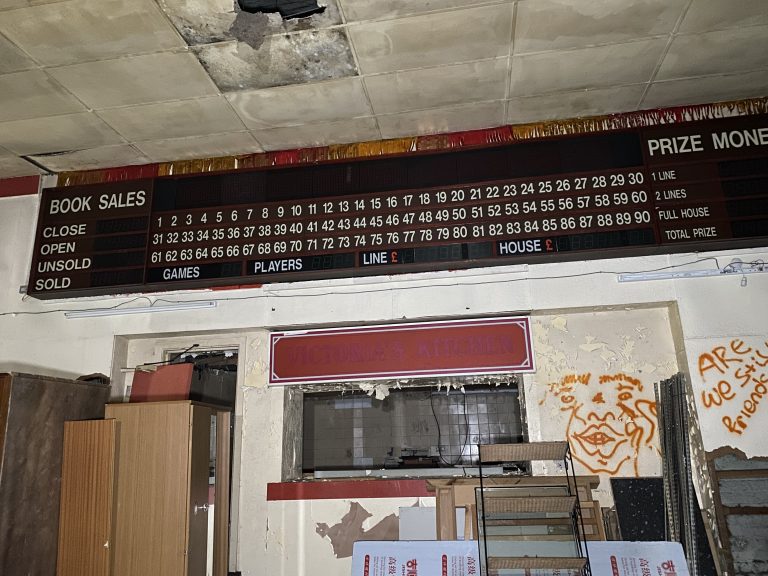 BOOK SALES
CLOSE
OPEN
UNSOLD
SOLD
1 2 3 4 5 6 7 8 9 10 11 12 13 14 15 16 17 18 19 20 21 22 23 24 25 26 27 28 29 30
31 32 33 34 35 36 37 38 39 40 41 42 43 44 45 46 47 48 49 50 51 52 53 54 55 56 57 58 59 60
61 62 63 64 65 66 67 68 69 70 71 72 73 74 75 76 77 78 79 80 81 82 83 84 85 86 87 88 89 90
GAMES PLAYERS LINE £ HOUSE £
PRIZE MONE
1 LINE
2 LINES
FULL HOUSE
TOTAL PRIZE
VICTORIA'S KITCHEN
ARE
we Still
friends
高级
高级